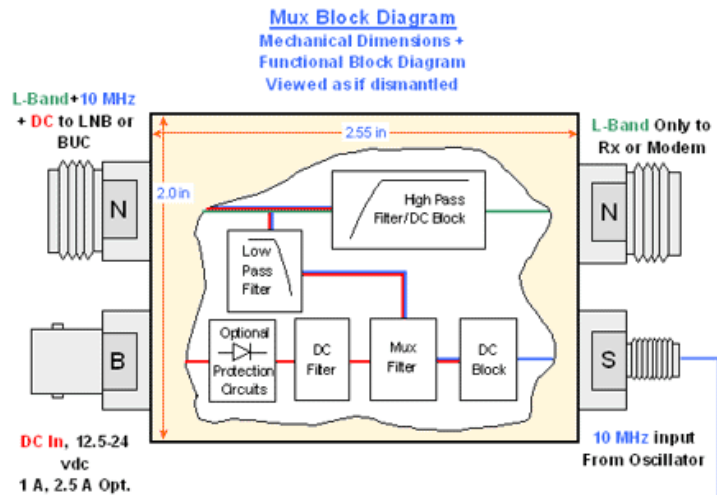 Mux Block Diagram
Mechanical Dimensions +
Functional Block Diagram
Viewed as if dismantled
L-Band+10 MHz
+ DC to LNB or
BUC
L-Band Only to
Rx or Modem
2.55 in
2.0 in
N
High Pass
Filter/DC Block
N
Low
Pass
Filter
B
Optional
Protection
Circuits
DC
Filter
Mux
Filter
DC
Block
S
DC In, 12.5-24
vdc
1 A, 2.5 A Opt.
10 MHz input
From Oscillator